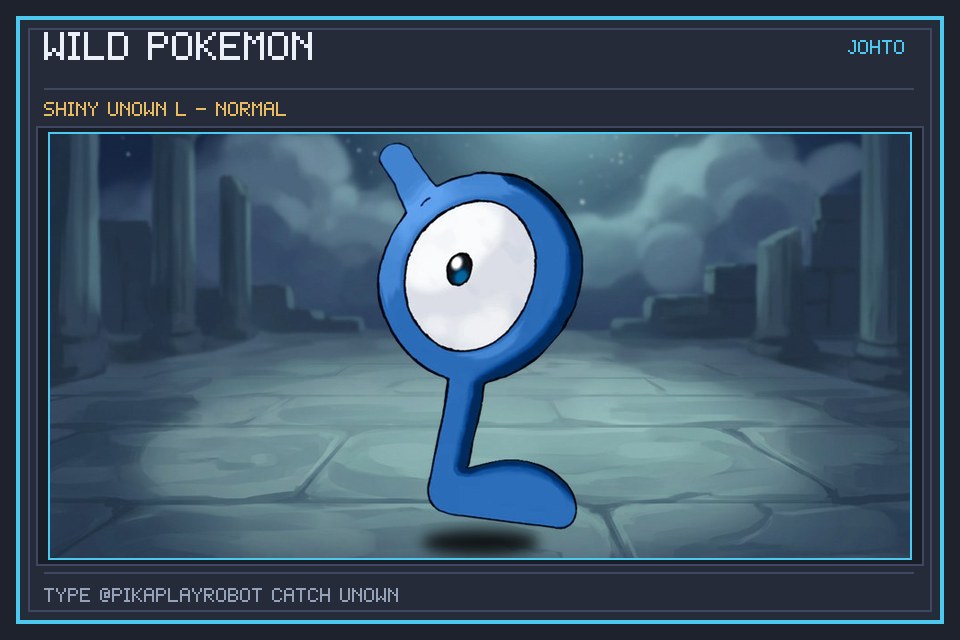 WILD POKEMON
JOHTO
SHINY UNOWN L - NORMAL
TYPE @PIKAPLAYROBOT CATCH UNOWN